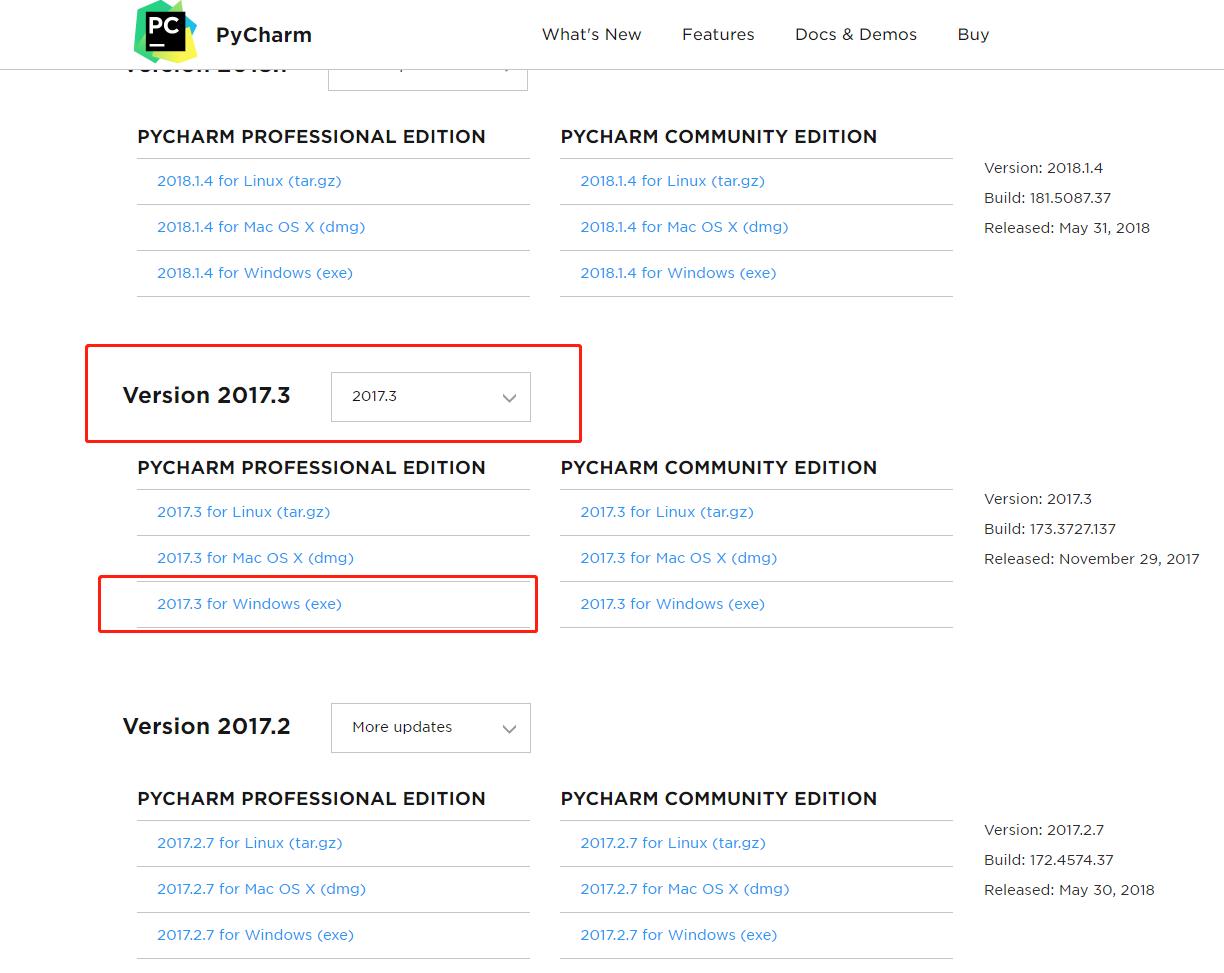 PC
PyCharm
What's New
Features
Docs & Demos
Buy
PYCHARM PROFESSIONAL EDITION
2018.1.4 for Linux (tar.gz)
2018.1.4 for Mac OS X (dmg)
2018.1.4 for Windows (exe)
PYCHARM COMMUNITY EDITION
2018.1.4 for Linux (tar.gz)
2018.1.4 for Mac OS X (dmg)
2018.1.4 for Windows (exe)
Version: 2018.1.4
Build: 181.5087.37
Released: May 31, 2018
Version 2017.3
2017.3
PYCHARM PROFESSIONAL EDITION
2017.3 for Linux (tar.gz)
2017.3 for Mac OS X (dmg)
2017.3 for Windows (exe)
PYCHARM COMMUNITY EDITION
2017.3 for Linux (tar.gz)
2017.3 for Mac OS X (dmg)
2017.3 for Windows (exe)
Version: 2017.3
Build: 173.3727.137
Released: November 29, 2017
Version 2017.2
More updates
PYCHARM PROFESSIONAL EDITION
2017.2.7 for Linux (tar.gz)
2017.2.7 for Mac OS X (dmg)
2017.2.7 for Windows (exe)
PYCHARM COMMUNITY EDITION
2017.2.7 for Linux (tar.gz)
2017.2.7 for Mac OS X (dmg)
2017.2.7 for Windows (exe)
Version: 2017.2.7
Build: 172.4574.37
Released: May 30, 2018